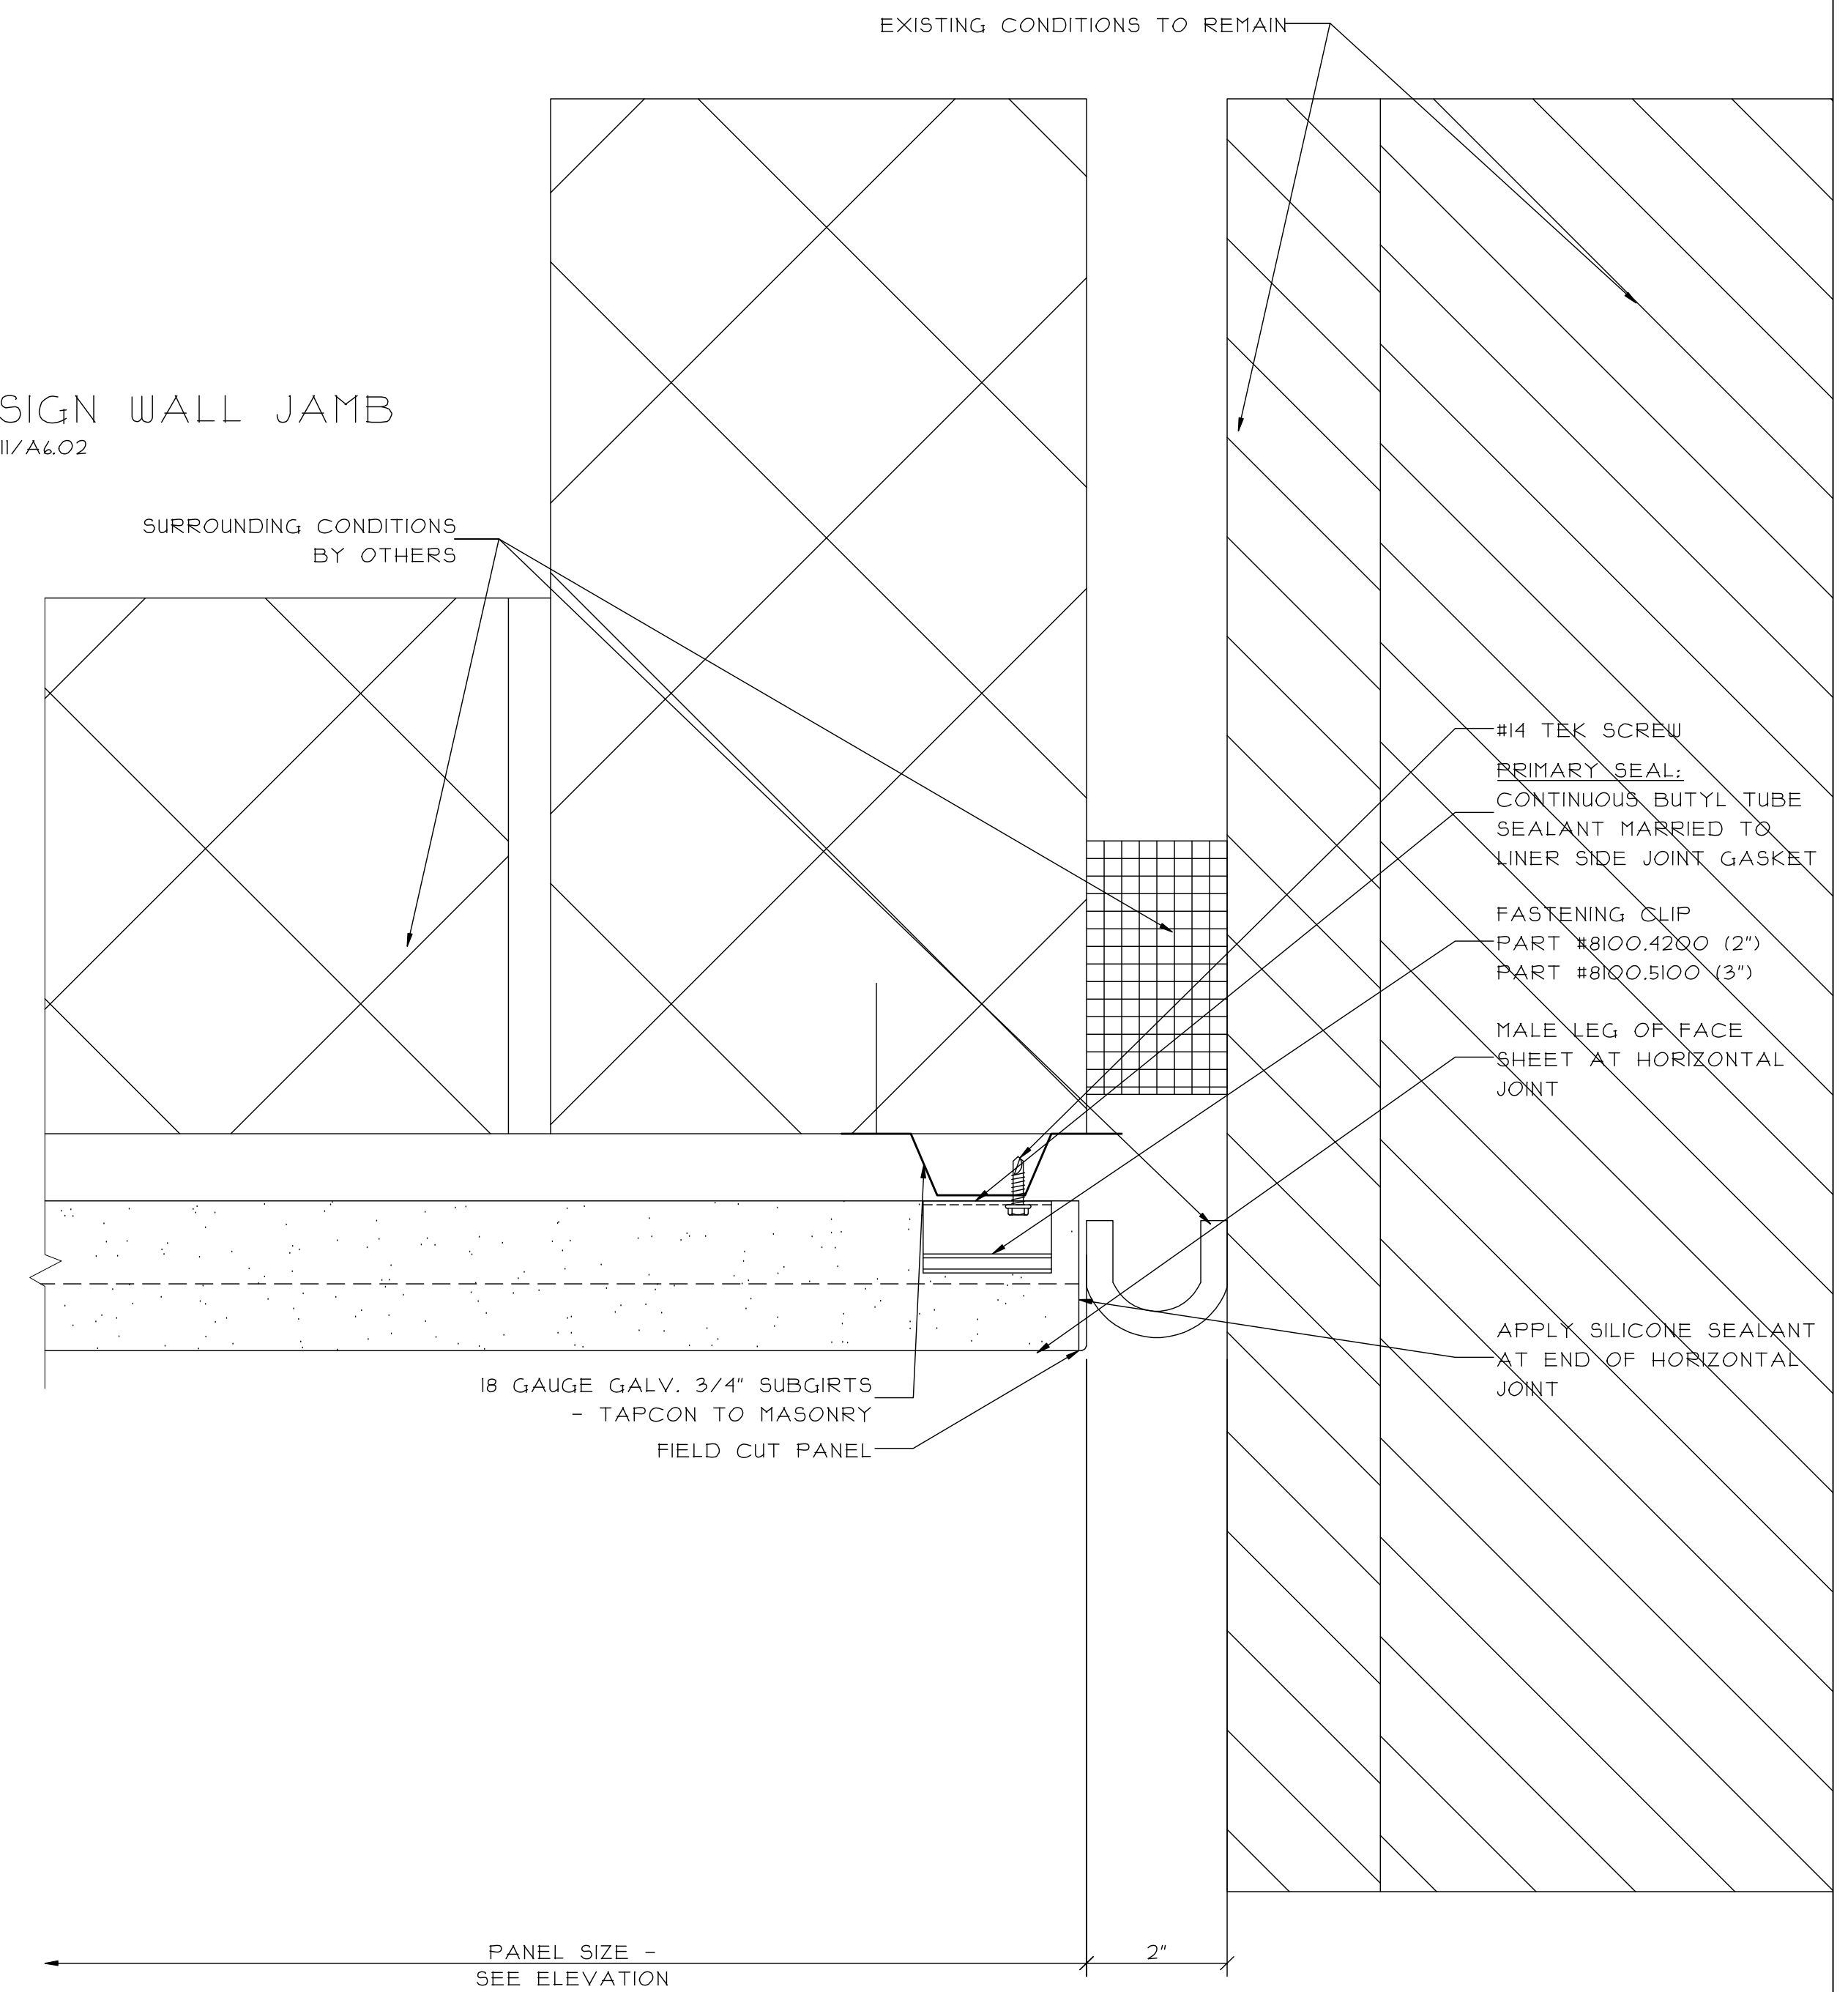 EXISTING CONDITIONS TO REMAIN
SIGN WALL JAMB
11/A6.02
SURROUNDING CONDITIONS
BY OTHERS
#14 TEK SCREW
PRIMARY SEAL:
CONTINUOUS BUTYL TUBE
SEALANT MARRIED TO
LINER SIDE JOINT GASKET
FASTENING CLIP
PART #8100.4200 (2")
PART #8100.5100 (3")
MALE LEG OF FACE
SHEET AT HORIZONTAL
JOINT
APPLY SILICONE SEALANT
AT END OF HORIZONTAL
JOINT
18 GAUGE GALV. 3/4" SUBGIRTS
- TAPCON TO MASONRY
FIELD CUT PANEL
PANEL SIZE -
SEE ELEVATION
2"